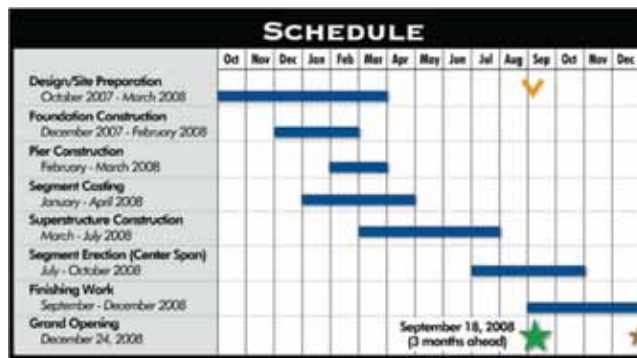 SCHEDULE
Oct Nov Dec Jan Feb Mar Apr May Jun Jul Aug Sep Oct Nov Dec
Design/Site Preparation
October 2007 - March 2008
Foundation Construction
December 2007 - February 2008
Pier Construction
February - March 2008
Segment Casting
January - April 2008
Superstructure Construction
March - July 2008
Segment Erection (Center Span)
July - October 2008
Finishing Work
September - December 2008
Grand Opening
December 24, 2008
September 18, 2008
(3 months ahead)